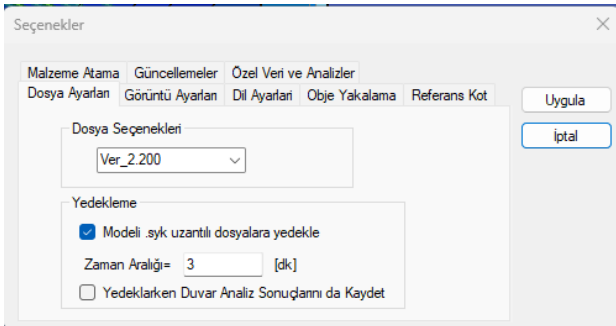 Seçenekler
Malzeme Atama Güncellemeler Özel Veri ve Analizler
Dosya Ayarları Görüntü Ayarları Dil Ayarlari Obje Yakalama Referans Kot
Uygula
İptal
Dosya Seçenekleri
Ver_2.200
Yedekleme
Modeli .syk uzantılı dosyalara yedekle
Zaman Aralığı= 3 [dk]
Yedeklarken Duvar Analiz Sonuçlarını da Kaydet